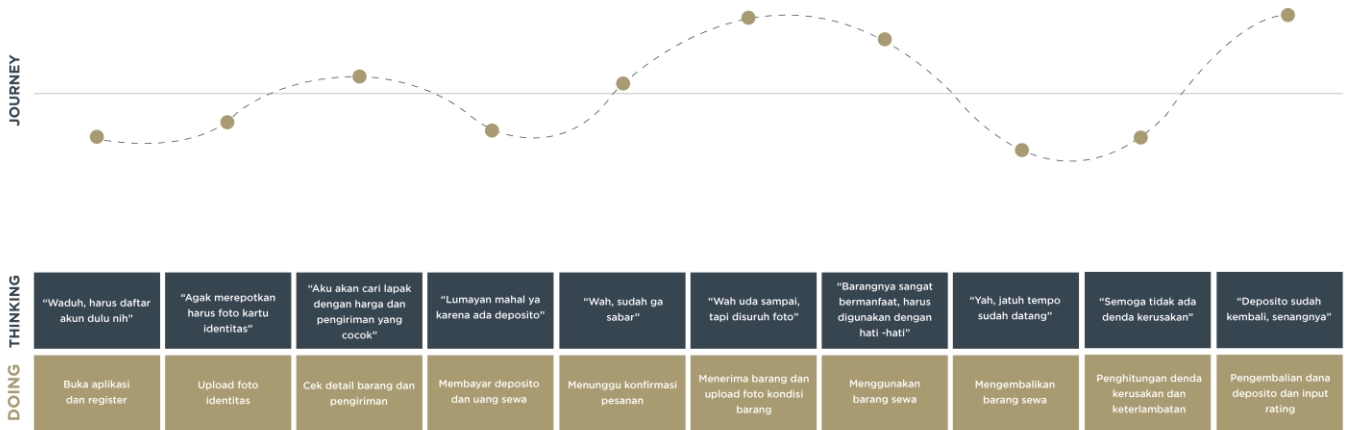 JOURNEY
THINKING
“Waduh, harus daftar
akun dulu nih”
“Agak merepotkan
harus foto kartu
identitas”
“Aku akan cari lapak
dengan harga dan
pengiriman yang
cocok”
“Lumayan mahal ya
karena ada deposito”
“Wah, sudah ga
sabar”
“Wah uda sampai,
tapi disuruh foto”
“Barangnya sangat
bermanfaat, harus
digunakan dengan
hati -hati”
“Yah, jatuh tempo
sudah datang”
“Semoga tidak ada
denda kerusakan”
“Deposito sudah
kembali, senangnya”
DOING
Buka aplikasi
dan register
Upload foto
identitas
Cek detail barang dan
pengiriman
Membayar deposito
dan uang sewa
Menunggu konfirmasi
pesanan
Menerima barang dan
upload foto kondisi
barang
Menggunakan
barang sewa
Mengembalikan
barang sewa
Penghitungan denda
kerusakan dan
keterlambatan
Pengembalian dana
deposito dan input
rating